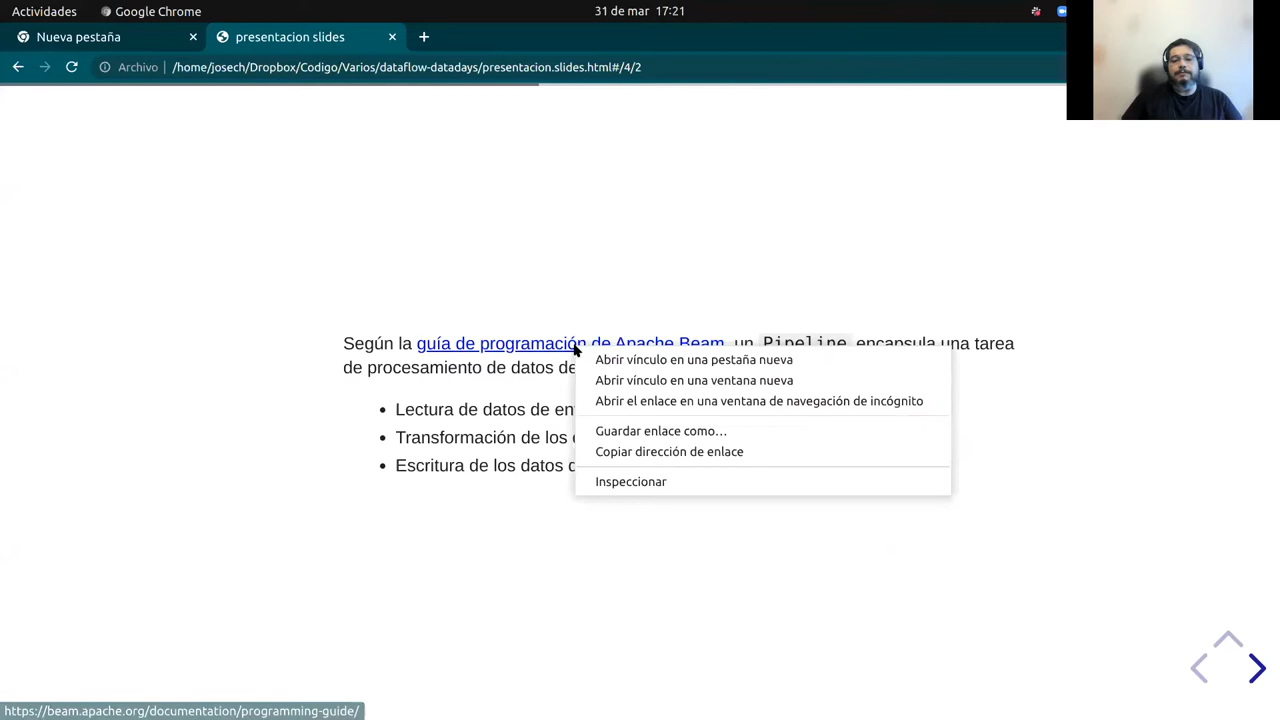 Actividades
Google Chrome
31 de mar 17:21
Nueva pestaña
presentacion slides
Archivo
/home/josech/Dropbox/Codigo/Varios/dataflow-datadays/presentacion.slides.html#/4/2
Según la guía de programación de Apache Beam, un Pipeline encapsula una tarea
de procesamiento de datos de
Lectura de datos de
Transformación de los
Escritura de los datos
Abrir vínculo en una pestaña nueva
Abrir vínculo en una ventana nueva
Abrir el enlace en una ventana de navegación de incógnito
Guardar enlace como…
Copiar dirección de enlace
Inspeccionar
https://beam.apache.org/documentation/programming-guide/